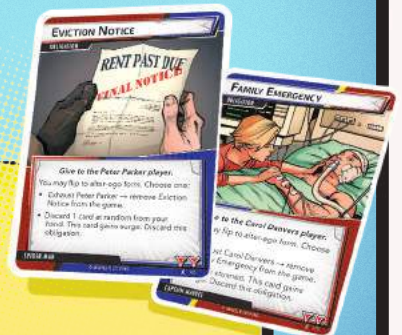 EVICTION NOTICE
OBLIGATION
RENT PAST DUE
FINAL NOTICE
Give to the Peter Parker player.
You may flip to alter-ego form. Choose one:
• Exhaust Peter Parker → remove Eviction
Notice from the game.
• Discard 1 card at random from your
hand. This card gains surge. Discard this
obligation.
SPIDER-MAN
FAMILY EMERGENCY
OBLIGATION
to the Carol Danvers player.
flip to alter-ego form. Choose
Carol Danvers → remove
Emergency from the game.
This card gains
Discard this obligation.
CAPTAIN MARVEL